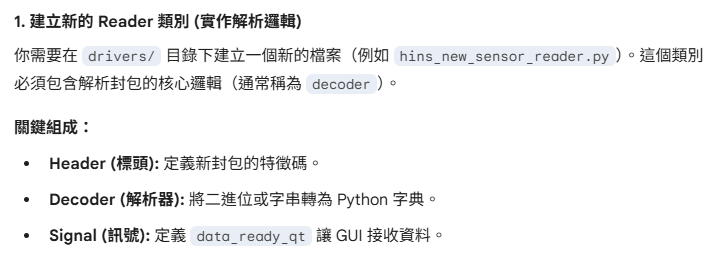 1. 建立新的 Reader 類別 (實作解析邏輯)
你需要在 drivers/ 目錄下建立一個新的檔案（例如 hins_new_sensor_reader.py）。這個類別
必須包含解析封包的核心邏輯（通常稱為 decoder）。
關鍵組成：
• Header (標頭): 定義新封包的特徵碼。
• Decoder (解析器): 將二進位或字串轉為 Python 字典。
• Signal (訊號): 定義 data_ready_qt 讓 GUI 接收資料。